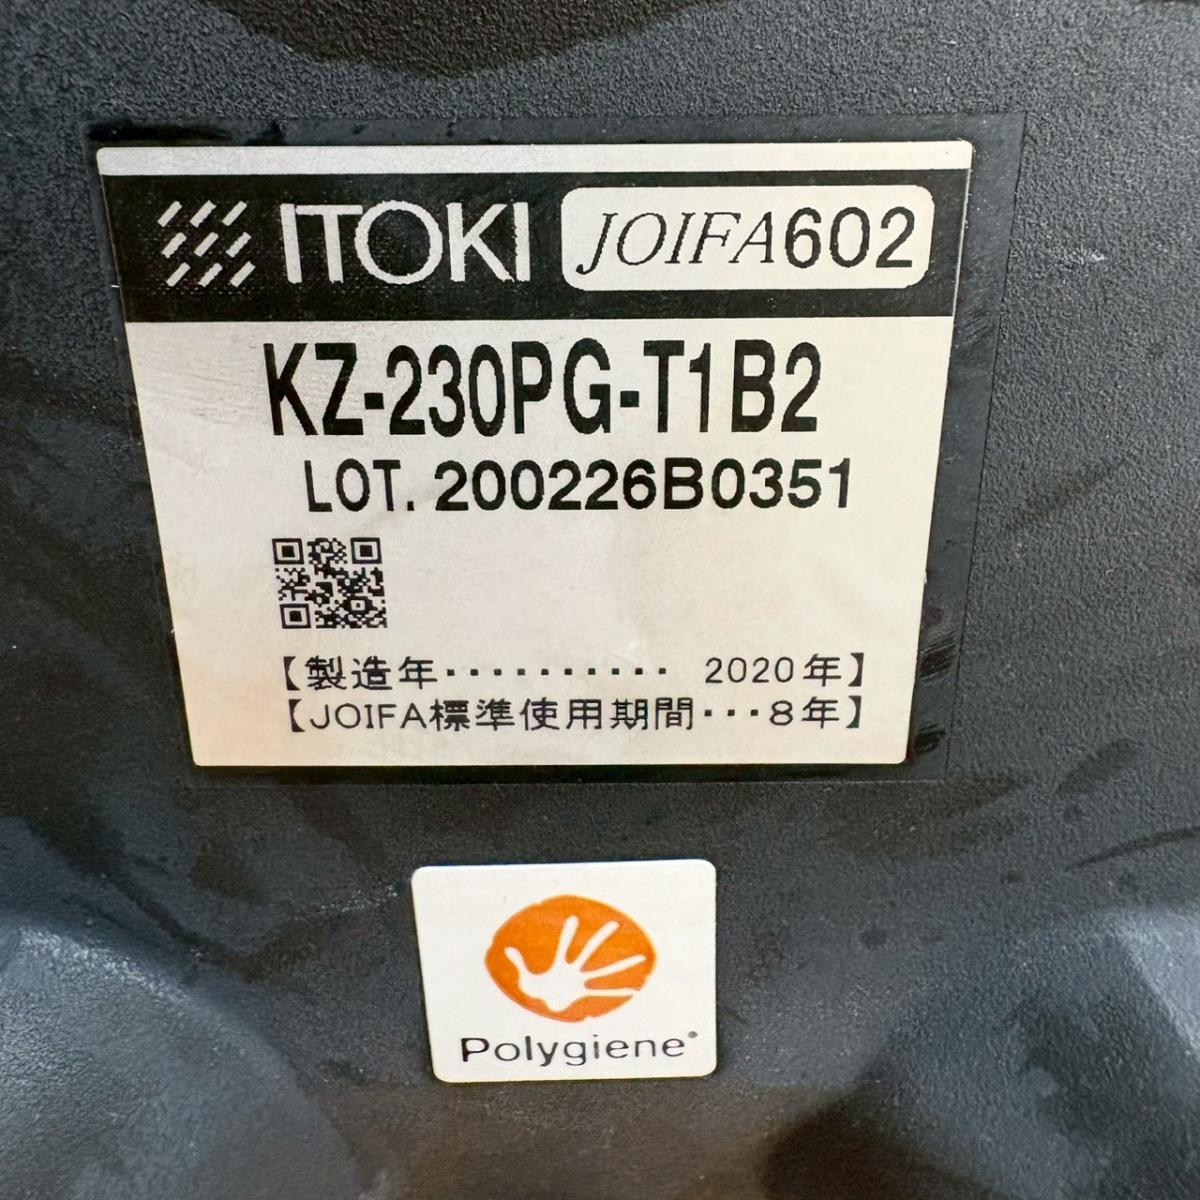 ITOKI JOIFA602
KZ-230PG-T1B2
LOT. 200226B0351
【製造年・・・・・・・・・・ 2020年】
【JOIFA標準使用期間・・・8年】
Polygiene®